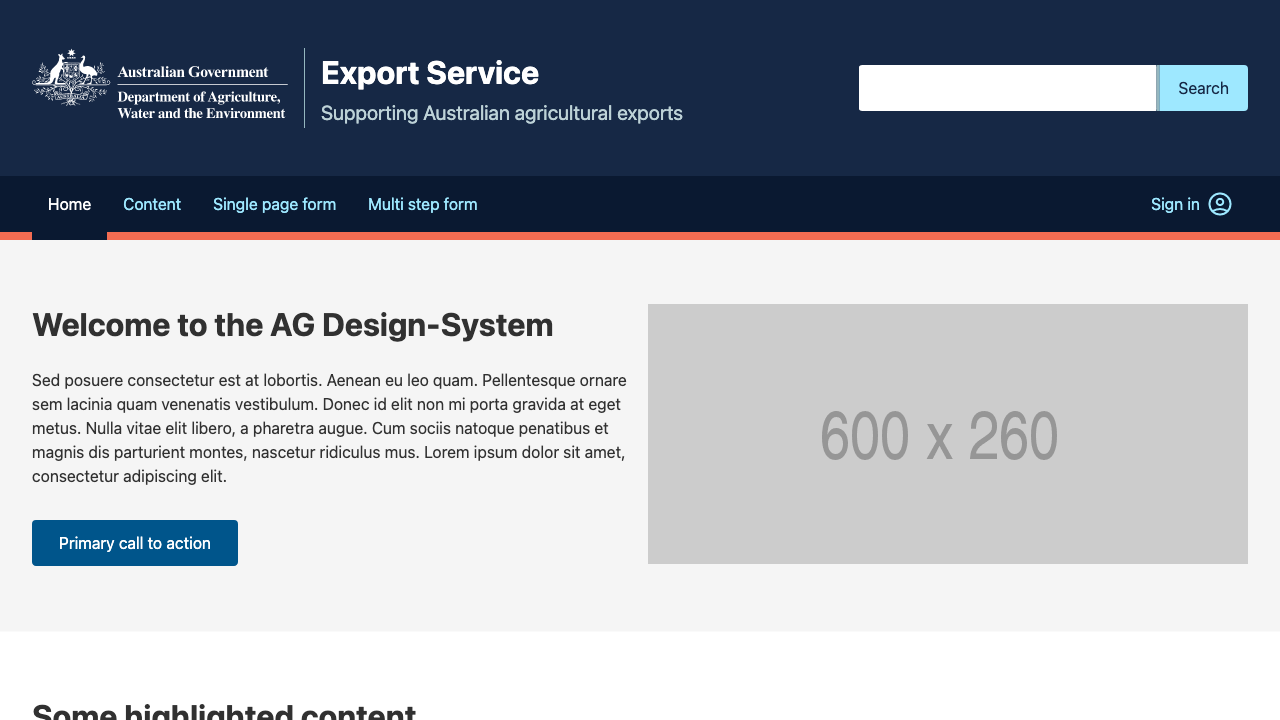 Australian Government
Department of Agriculture,
Water and the Environment
Export Service
Supporting Australian agricultural exports
Search
Home
Content
Single page form
Multi step form
Sign in
Welcome to the AG Design-System
Sed posuere consectetur est at lobortis. Aenean eu leo quam. Pellentesque ornare
sem lacinia quam venenatis vestibulum. Donec id elit non mi porta gravida at eget
metus. Nulla vitae elit libero, a pharetra augue. Cum sociis natoque penatibus et
magnis dis parturient montes, nascetur ridiculus mus. Lorem ipsum dolor sit amet,
consectetur adipiscing elit.
Primary call to action
600 x 260
Some highlighted content